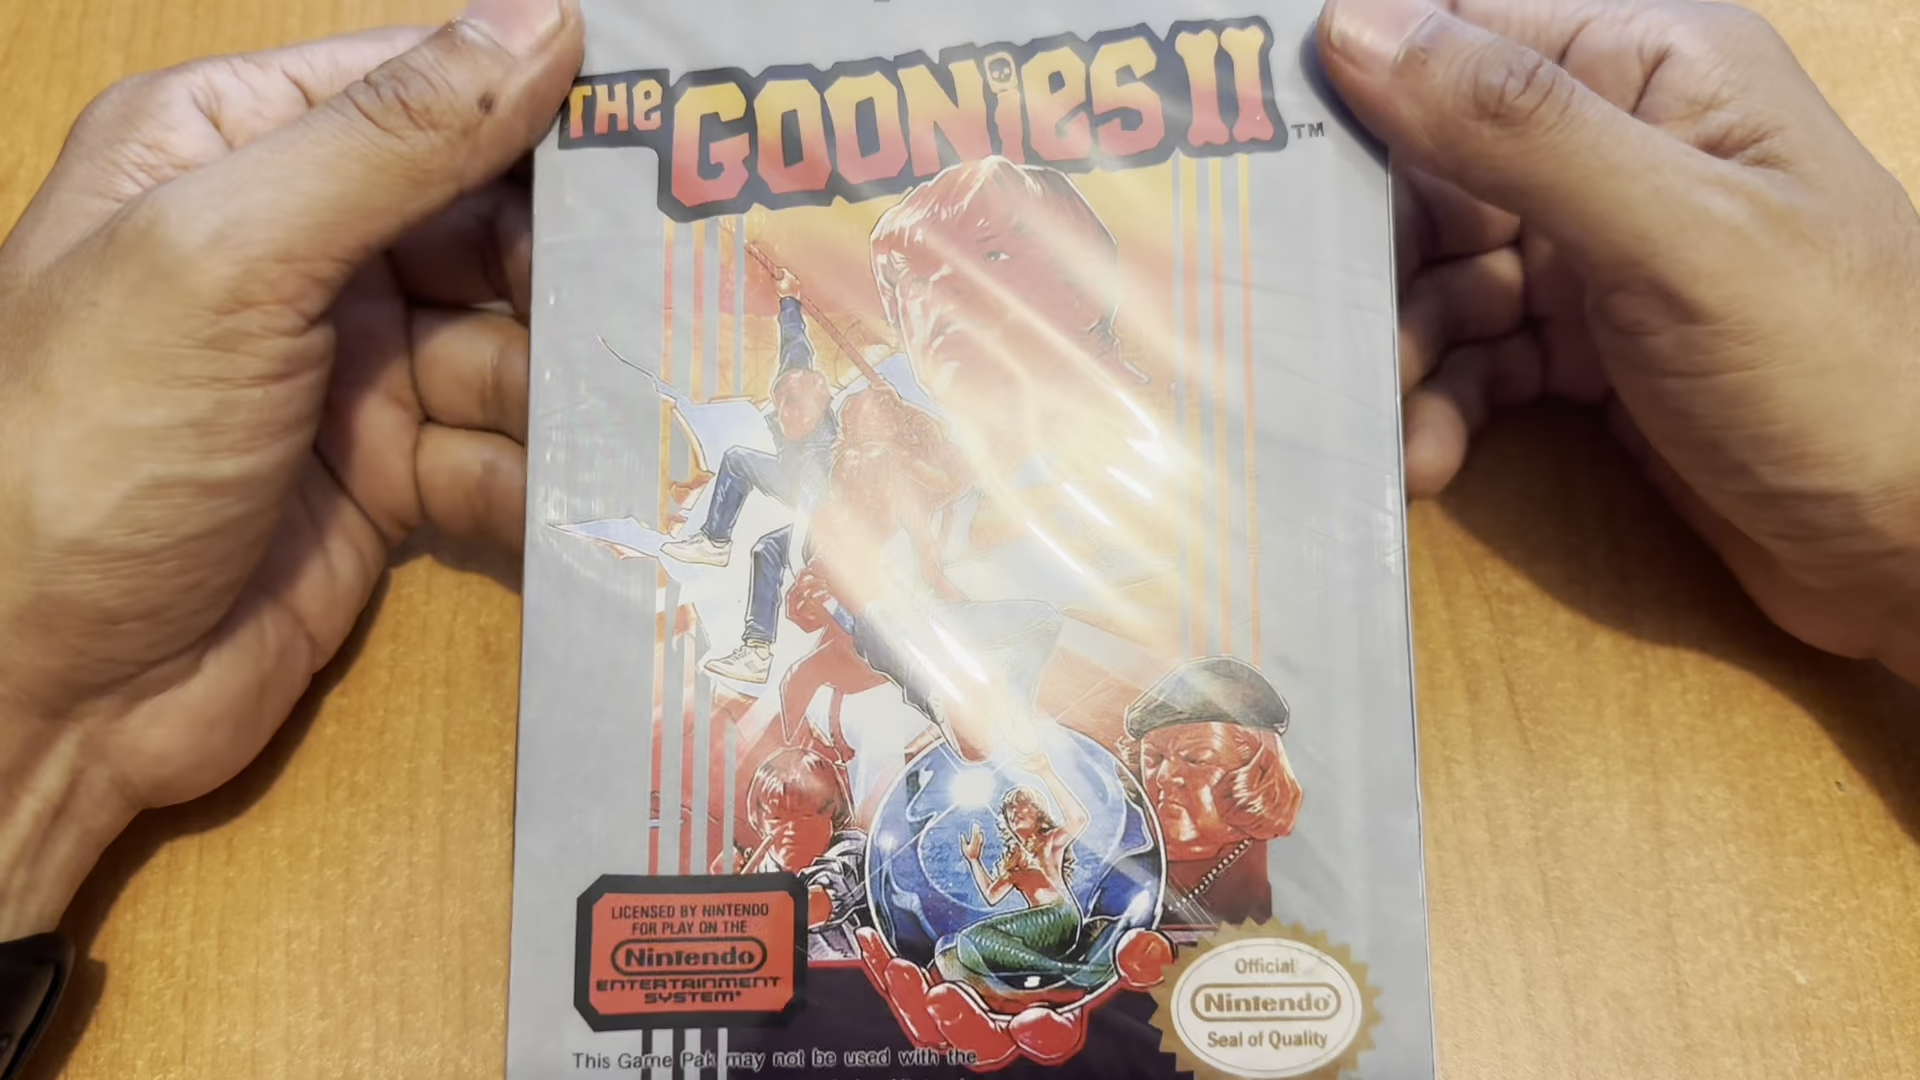 THE GOONIES II ™
LICENSED BY NINTENDO
FOR PLAY ON THE
Nintendo
ENTERTAINMENT
SYSTEM®
Official
Nintendo®
Seal of Quality
This Game Pak may not be used with the